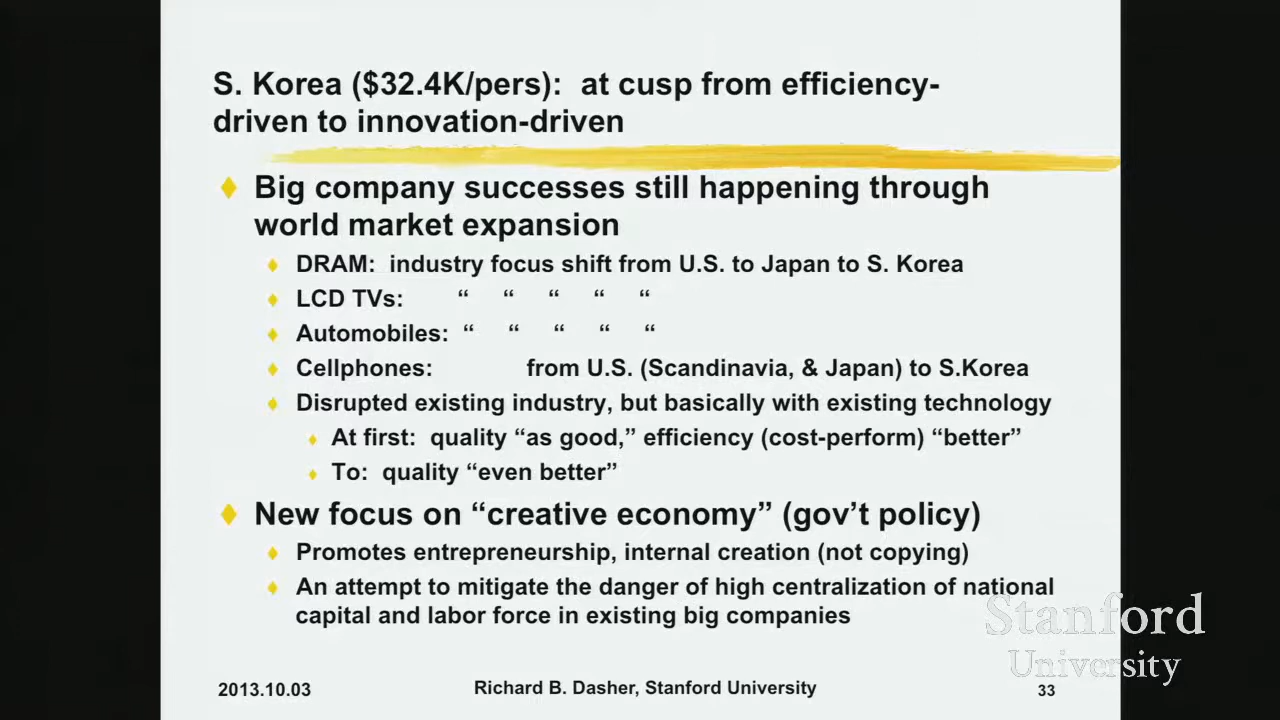 S. Korea ($32.4K/pers):  at cusp from efficiency-
driven to innovation-driven
Big company successes still happening through
world market expansion
DRAM:  industry focus shift from U.S. to Japan to S. Korea
LCD TVs: “ “ “ “ “
Automobiles: “ “ “ “ “
Cellphones: from U.S. (Scandinavia, & Japan) to S.Korea
Disrupted existing industry, but basically with existing technology
At first:  quality “as good,” efficiency (cost-perform) “better”
To:  quality “even better”
New focus on “creative economy” (gov’t policy)
Promotes entrepreneurship, internal creation (not copying)
An attempt to mitigate the danger of high centralization of national
capital and labor force in existing big companies
Stanford
University
2013.10.03
Richard B. Dasher, Stanford University
33